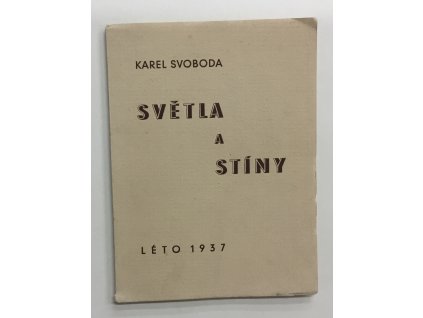 KAREL SVOBODA
SVĚTLA
A
STÍNY
LÉTO 1937